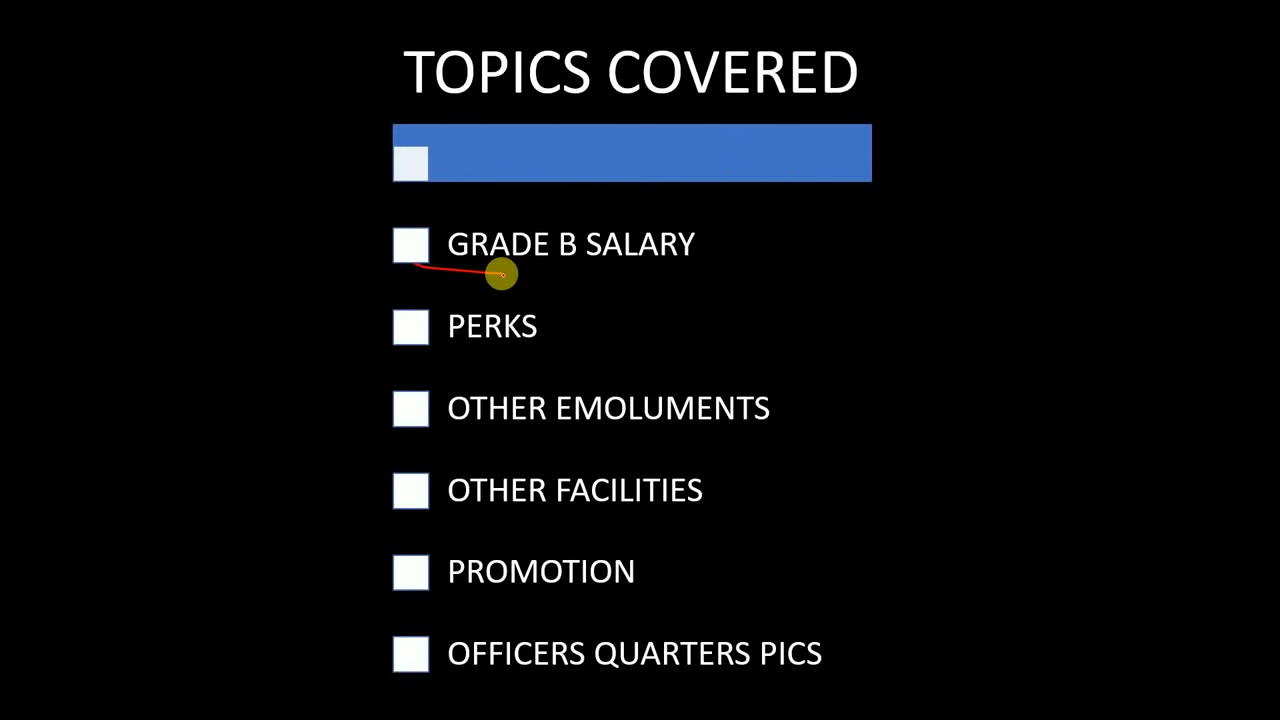 TOPICS COVERED
GRADE B SALARY
PERKS
OTHER EMOLUMENTS
OTHER FACILITIES
PROMOTION
OFFICERS QUARTERS PICS